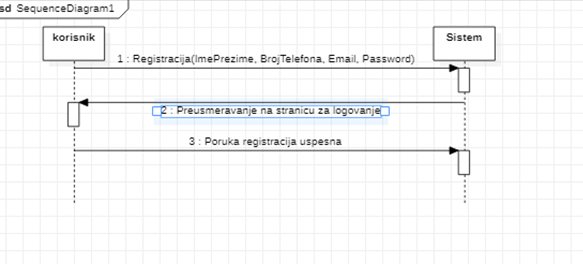 sd SequenceDiagram1
korisnik
Sistem
1 : Registracija(ImePrezime, BrojTelefona, Email, Password)
2 : Preusmeravanje na stranicu za logovanje
3 : Poruka registracija uspesna